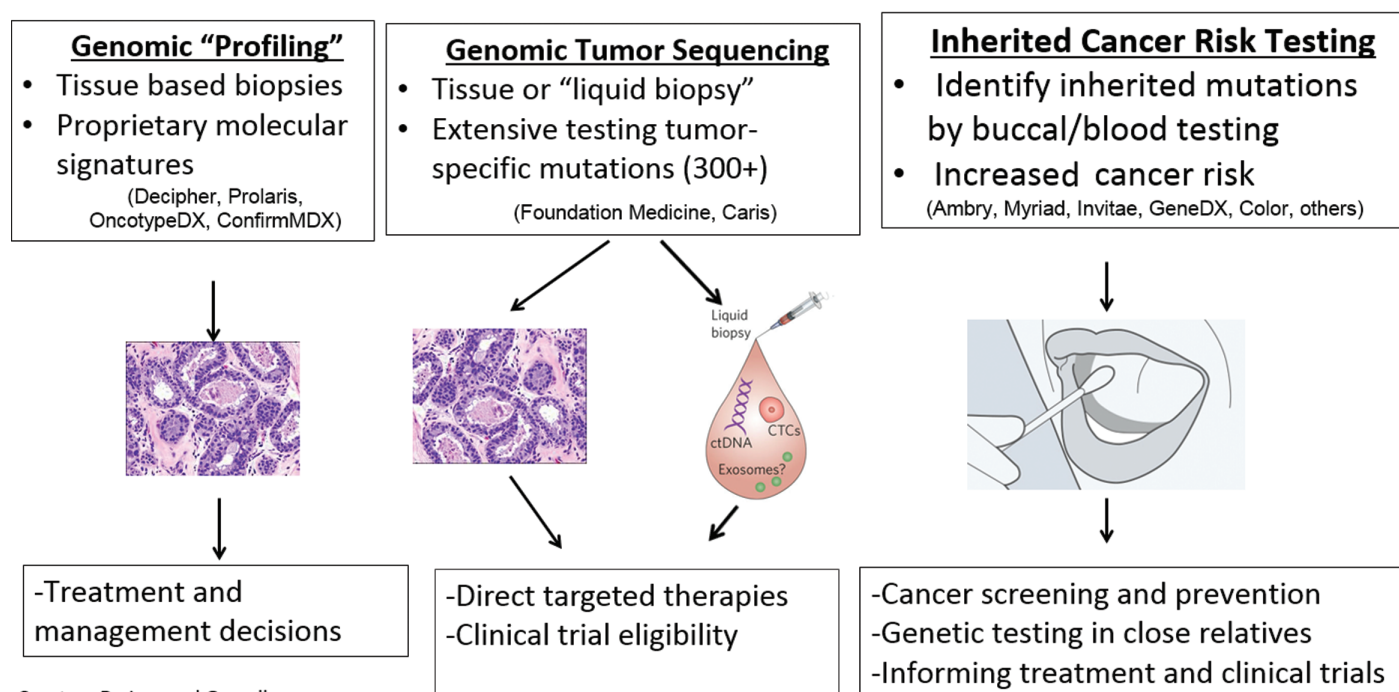 Genomic “Profiling”
• Tissue based biopsies
• Proprietary molecular
signatures
(Decipher, Prolaris,
OncotypeDX, ConfirmMDX)
Genomic Tumor Sequencing
• Tissue or “liquid biopsy”
• Extensive testing tumor-
specific mutations (300+)
(Foundation Medicine, Caris)
Inherited Cancer Risk Testing
• Identify inherited mutations
by buccal/blood testing
• Increased cancer risk
(Ambry, Myriad, Invitae, GeneDX, Color, others)
Liquid
biopsy
ctDNA
CTCs
Exosomes?
-Treatment and
management decisions
-Direct targeted therapies
-Clinical trial eligibility
-Cancer screening and prevention
-Genetic testing in close relatives
-Informing treatment and clinical trials